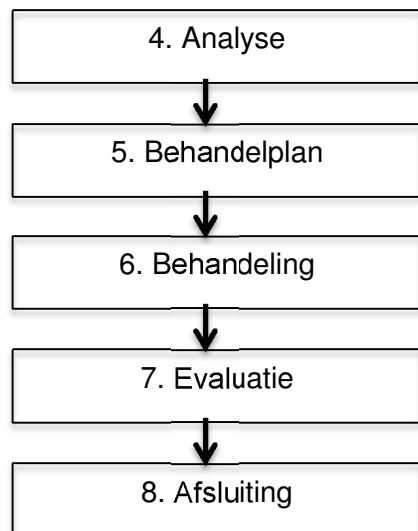 4. Analyse
5. Behandelplan
6. Behandeling
7. Evaluatie
8. Afsluiting